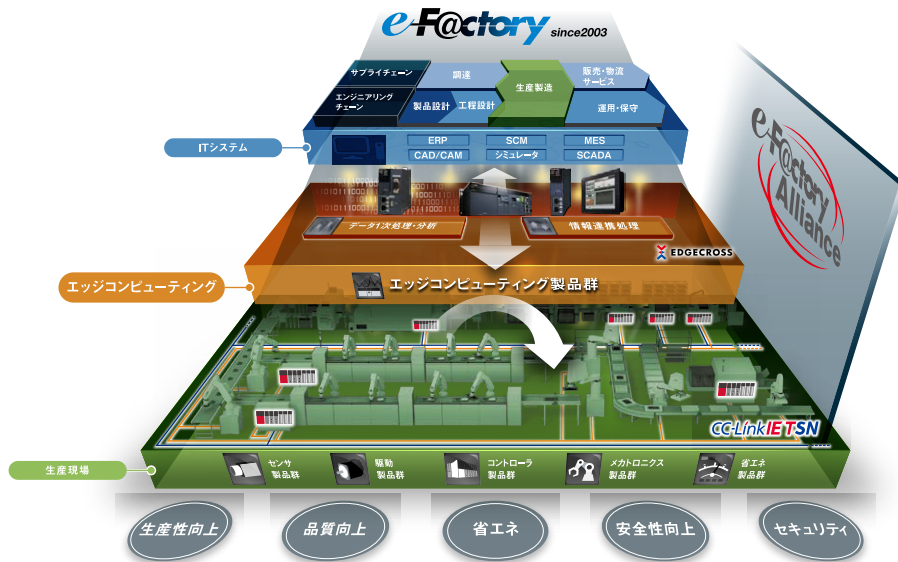 e-F@ctory since2003
サプライチェーン
調達
生産製造
販売・物流
サービス
エンジニアリング
チェーン
製品設計
工程設計
運用・保守
ITシステム
ERP
SCM
MES
CAD/CAM
シミュレータ
SCADA
e-F@ctory
Alliance
データ1次処理・分析
情報連携処理
EDGECROSS
エッジコンピューティング
エッジコンピューティング製品群
CC-Link IE TSN
生産現場
センサ
製品群
駆動
製品群
コントローラ
製品群
メカトロニクス
製品群
省エネ
製品群
生産性向上
品質向上
省エネ
安全性向上
セキュリティ